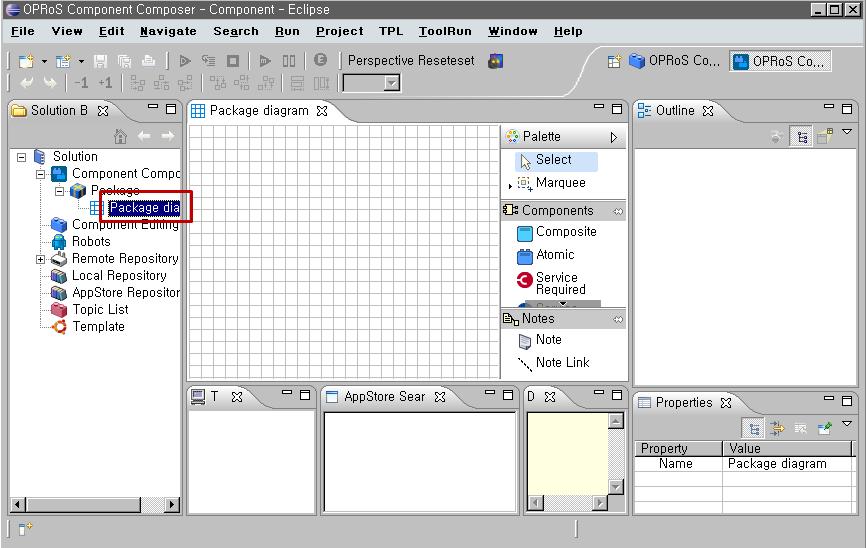 OPRoS Component Composer - Component - Eclipse
File View Edit Navigate Search Run Project TPL ToolRun Window Help
Perspective Reseteset
OPRoS Co...
OPRoS Co...
-1 +1
Solution B
Solution
Component Compo
Package
Package dia
Component Editing
Robots
Remote Repository
Local Repository
AppStore Repositor
Topic List
Template
Package diagram
Palette
Select
Marquee
Components
Composite
Atomic
Service
Required
Notes
Note
Note Link
Outline
T
AppStore Sear
D
Properties
Property Value
Name Package diagram